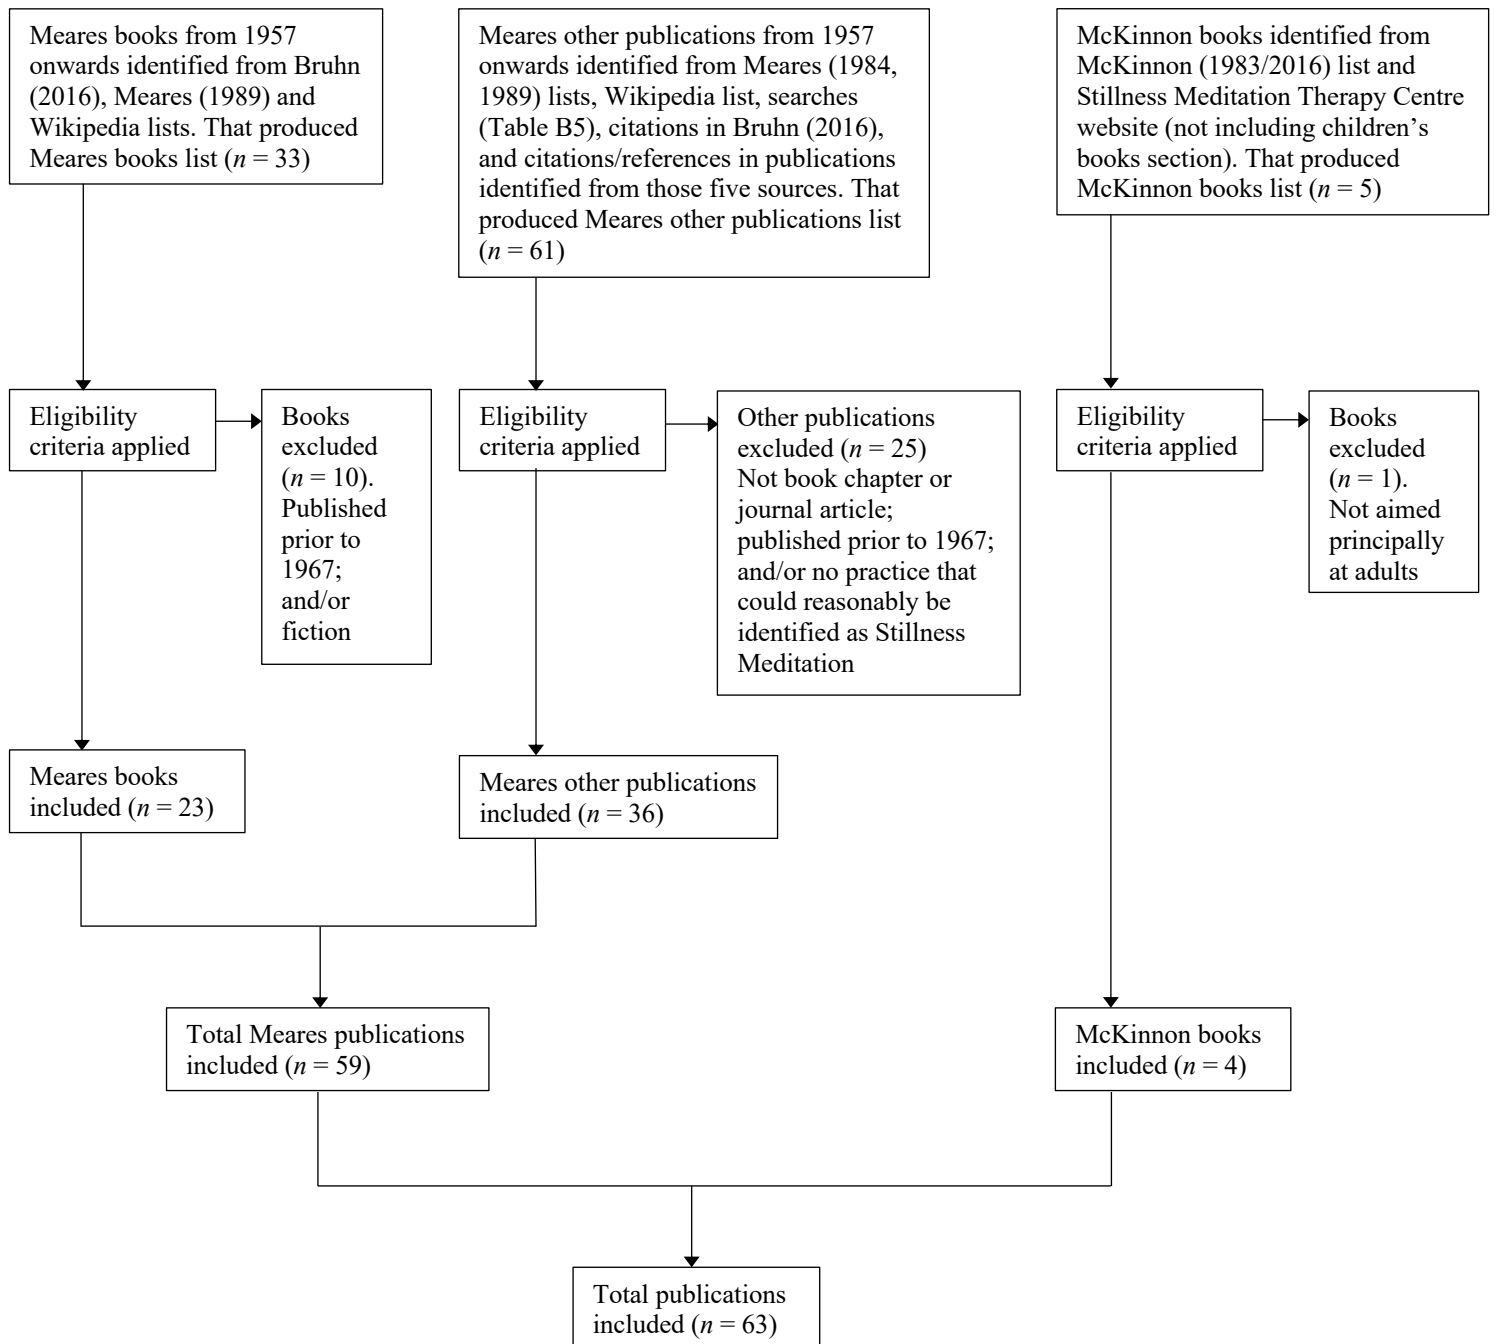 Meares books from 1957
onwards identified from Bruhn
(2016), Meares (1989) and
Wikipedia lists. That produced
Meares books list (n = 33)
Meares other publications from 1957
onwards identified from Meares (1984,
1989) lists, Wikipedia list, searches
(Table B5), citations in Bruhn (2016),
and citations/references in publications
identified from those five sources. That
produced Meares other publications list
(n = 61)
McKinnon books identified from
McKinnon (1983/2016) list and
Stillness Meditation Therapy Centre
website (not including children’s
books section). That produced
McKinnon books list (n = 5)
Eligibility
criteria applied
Books
excluded
(n = 10).
Published
prior to
1967;
and/or
fiction
Eligibility
criteria applied
Other publications
excluded (n = 25)
Not book chapter or
journal article;
published prior to 1967;
and/or no practice that
could reasonably be
identified as Stillness
Meditation
Eligibility
criteria applied
Books
excluded
(n = 1).
Not aimed
principally
at adults
Meares books
included (n = 23)
Meares other publications
included (n = 36)
Total Meares publications
included (n = 59)
McKinnon books
included (n = 4)
Total publications
included (n = 63)